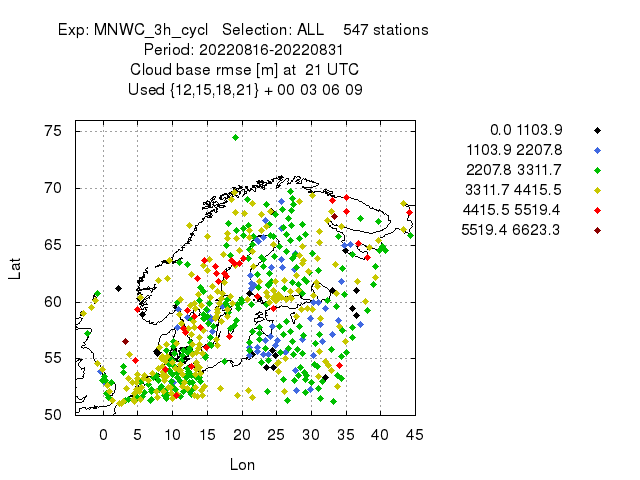 Exp: MNWC_3h_cycl Selection: ALL 547 stations
Period: 20220816-20220831
Cloud base rmse [m] at 21 UTC
Used {12,15,18,21} + 00 03 06 09
0.0 1103.9
1103.9 2207.8
2207.8 3311.7
3311.7 4415.5
4415.5 5519.4
5519.4 6623.3
Lat
75
70
65
60
55
50
0 5 10 15 20 25 30 35 40 45
Lon